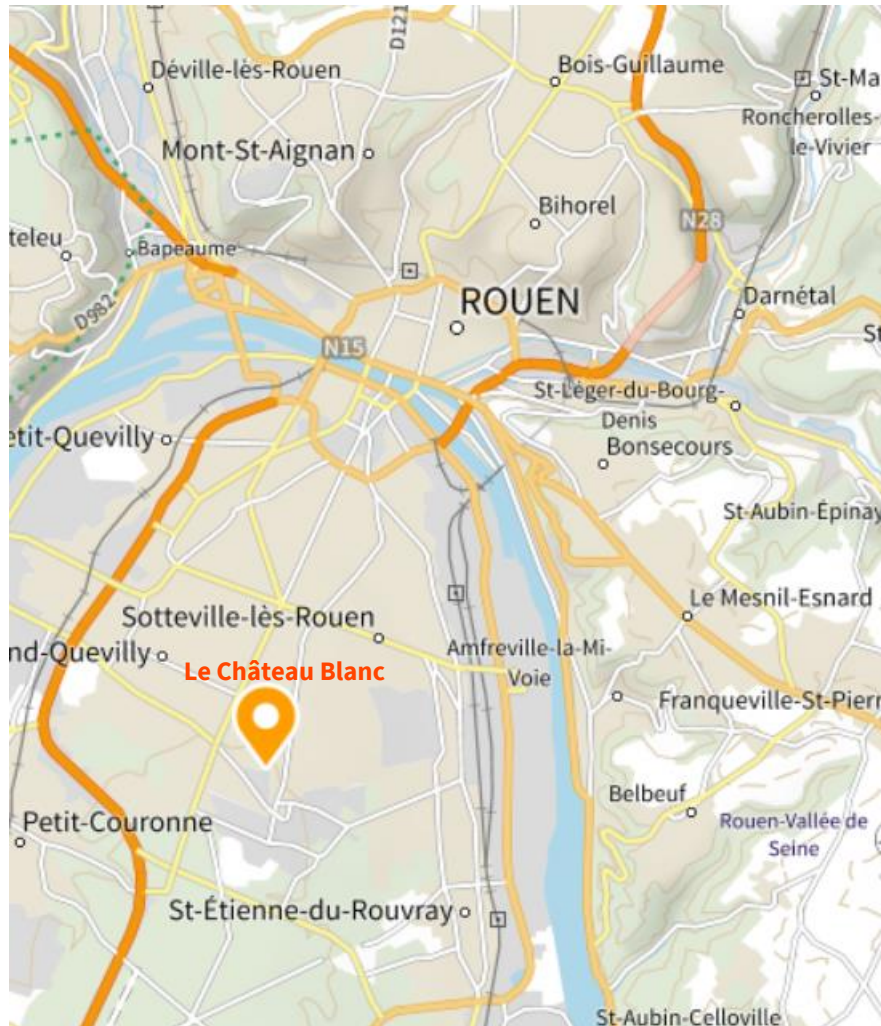 D121
Déville-lès-Rouen
Bois-Guillaume
St-Ma
Roncherolles-
le-Vivier
Mont-St-Aignan
Bihorel
N28
teleu
Bapeaume
D982
ROUEN
Darnétal
N15
St
St-Léger-du-Bourg-
Denis
etit-Quevilly
Bonsecours
St-Aubin-Épinay
Le Mesnil-Esnard
Sotteville-lès-Rouen
nd-Quevilly
Amfreville-la-Mi-
Voie
Le Château Blanc
Franqueville-St-Pierr
Belbeuf
Petit-Couronne
Rouen-Vallée de
Seine
St-Étienne-du-Rouvray
St-Aubin-Celloville